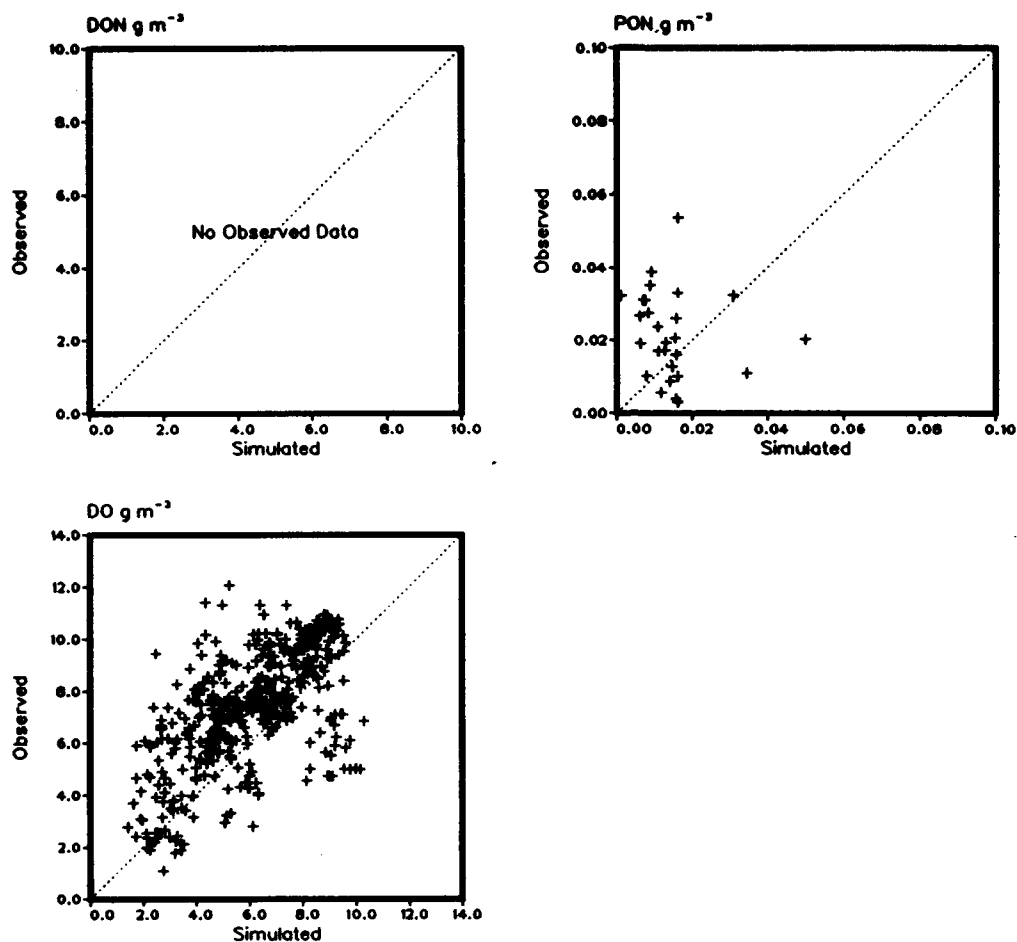 DON g m⁻³
10.0
8.0
6.0
4.0
2.0
0.0
Observed
No Observed Data
0.0 2.0 4.0 6.0 8.0 10.0
Simulated
PON, g m⁻³
0.10
0.08
0.06
0.04
0.02
0.00
Observed
0.00 0.02 0.04 0.06 0.08 0.10
Simulated
DO g m⁻³
14.0
12.0
10.0
8.0
6.0
4.0
2.0
0.0
Observed
0.0 2.0 4.0 6.0 8.0 10.0 12.0 14.0
Simulated